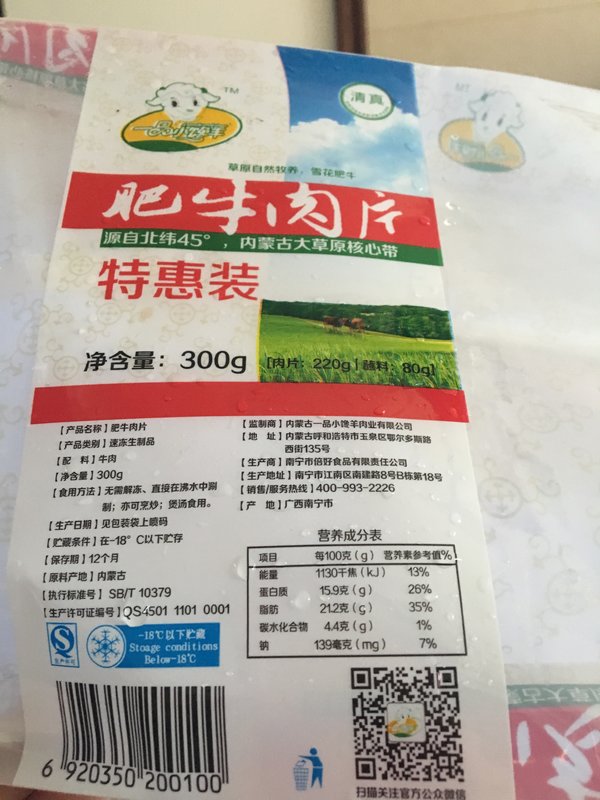 TM
清真
一品小馋羊
草原自然牧养，雪花肥牛
肥牛肉片
源自北纬45°，内蒙古大草原核心带
特惠装
净含量：300g [肉片：220g | 蘸料：80g]
【产品名称】肥牛肉片
【产品类别】速冻生制品
【配 料】牛肉
【净含量】300g
【食用方法】无需解冻、直接在沸水中涮
制；亦可烹炒；煲汤食用。
【生产日期】见包装袋上喷码
【贮藏条件】在-18°C以下贮存
【保存期】12个月
【原料产地】内蒙古
【执行标准号】SB/T 10379
【生产许可证编号】QS4501 1101 0001
【监制商】内蒙古一品小馋羊肉业有限公司
【地 址】内蒙古呼和浩特市玉泉区鄂尔多斯路
西街135号
【生产商】南宁市倍好食品有限责任公司
【生产地址】南宁市江南区南建路8号B栋第18号
【销售/服务热线】400-993-2226
【产 地】广西南宁市
营养成分表
项目 每100克(g) 营养素参考值%
能量 1130千焦(kJ) 13%
蛋白质 15.9克(g) 26%
脂肪 21.2克(g) 35%
碳水化合物 4.4克(g) 1%
钠 139毫克(mg) 7%
QS
生产许可
-18℃以下贮藏
Stoage conditions
Below-18℃
6 920350 200100
扫描关注官方公众微信